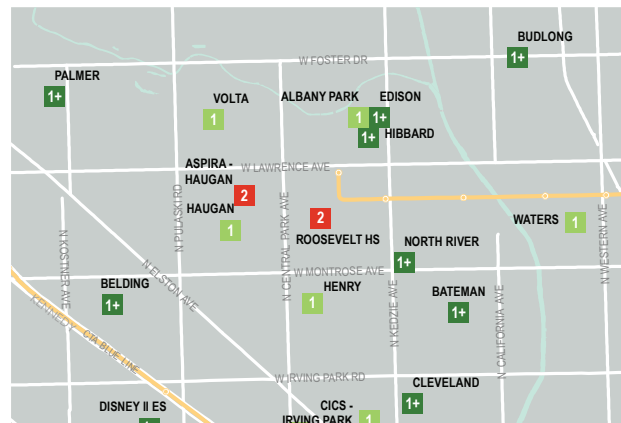 BUDLONG
1+
W FOSTER DR
PALMER
1+
VOLTA
1
ALBANY PARK
1
EDISON
1+
HIBBARD
1+
ASPIRA -
HAUGAN
2
W LAWRENCE AVE
HAUGAN
1
2
ROOSEVELT HS
WATERS
1
NORTH RIVER
1+
N PULASKI RD
N CENTRAL PARK AVE
N WESTERN AVE
N KOSTNER AVE
N ELSTON AVE
W MONTROSE AVE
BELDING
1+
HENRY
1
N KEDZIE AVE
BATEMAN
1+
N CALIFORNIA AVE
KENNEDY
CTA BLUE LINE
W IRVING PARK RD
CLEVELAND
1+
DISNEY II ES
1+
CICS -
IRVING PARK
1